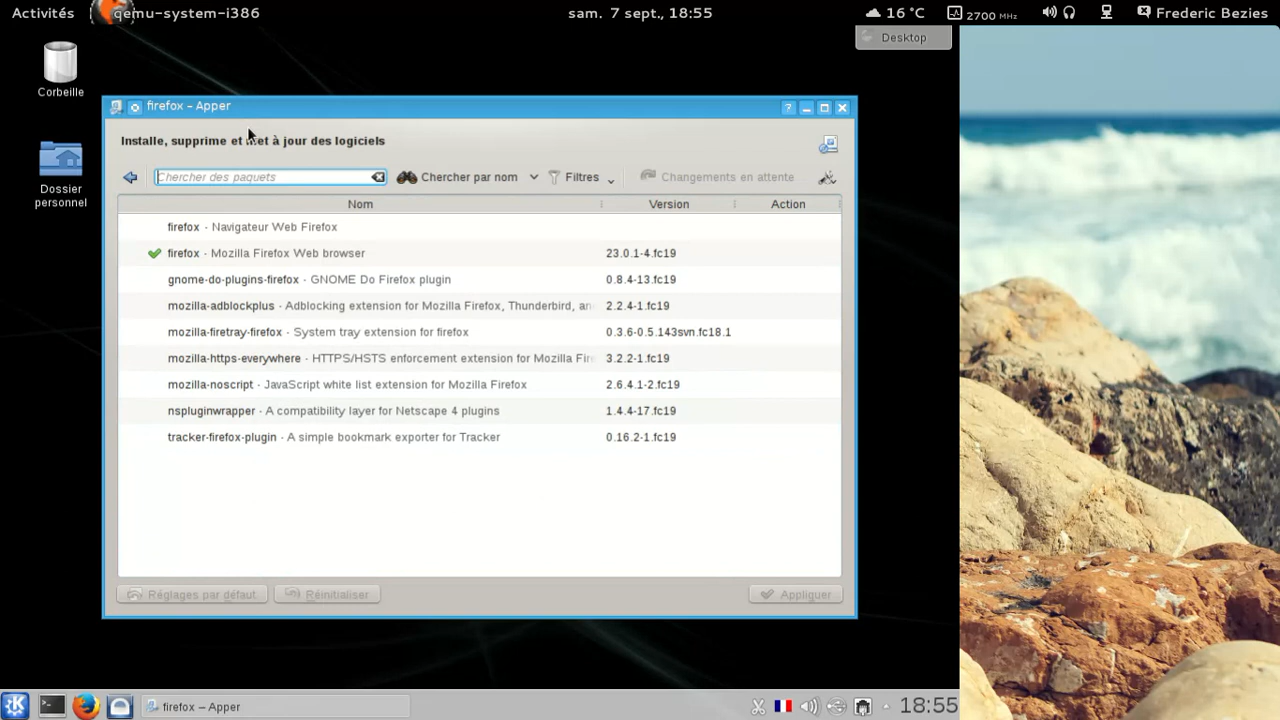 Activités qemu-system-i386 sam. 7 sept., 18:55 16 °C 2700 MHz Frederic Bezies
Desktop
Corbeille
Dossier
personnel
firefox – Apper
Installe, supprime et met à jour des logiciels
Chercher des paquets Chercher par nom Filtres Changements en attente
Nom Version Action
firefox - Navigateur Web Firefox
firefox - Mozilla Firefox Web browser 23.0.1-4.fc19
gnome-do-plugins-firefox - GNOME Do Firefox plugin 0.8.4-13.fc19
mozilla-adblockplus - Adblocking extension for Mozilla Firefox, Thunderbird, an 2.2.4-1.fc19
mozilla-firetray-firefox - System tray extension for firefox 0.3.6-0.5.143svn.fc18.1
mozilla-https-everywhere - HTTPS/HSTS enforcement extension for Mozilla Fir 3.2.2-1.fc19
mozilla-noscript - JavaScript white list extension for Mozilla Firefox 2.6.4.1-2.fc19
nspluginwrapper - A compatibility layer for Netscape 4 plugins 1.4.4-17.fc19
tracker-firefox-plugin - A simple bookmark exporter for Tracker 0.16.2-1.fc19
Réglages par défaut Réinitialiser Appliquer
firefox – Apper 18:55